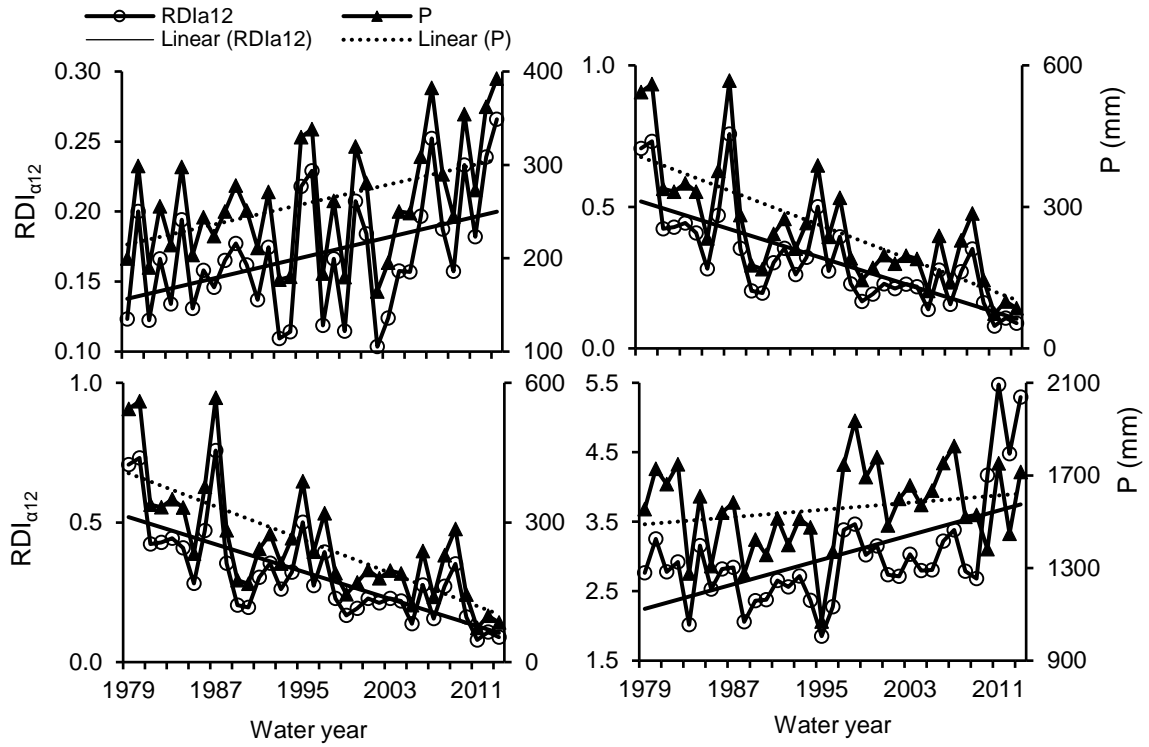 RDIa12 P
Linear (RDIa12) Linear (P)
0.30 400 1.0 600
0.25
300
0.20 0.5 300
200
0.15
0.10 100 0.0 0
RDIα12
P (mm)
1.0 600 5.5 2100
4.5 1700
0.5 300 3.5
1300
2.5
0.0 0 1.5 900
RDIα12
P (mm)
1979 1987 1995 2003 2011 1979 1987 1995 2003 2011
Water year Water year